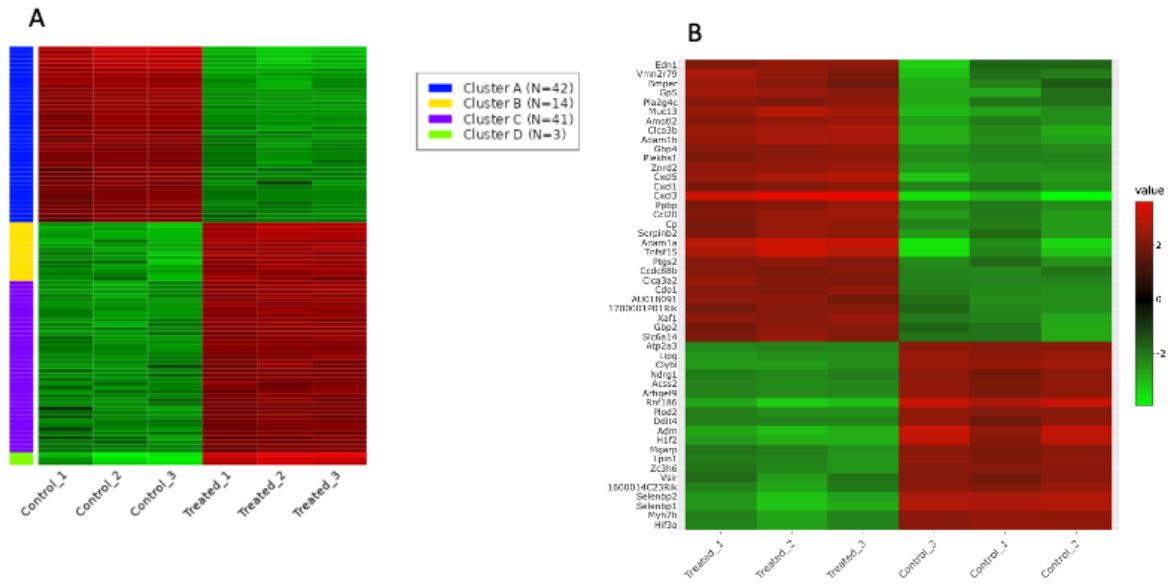 A
Cluster A (N=42)
Cluster B (N=14)
Cluster C (N=41)
Cluster D (N=3)
Control_1
Control_2
Control_3
Treated_1
Treated_2
Treated_3
B
Edn1
Vmn2r79
Bmper
Gp5
Pla2g4c
Muc13
Amotl2
Clca3b
Adam1b
Gbp4
Plekhs1
Znrd2
Cxcl5
Cxcl1
Cxcl3
Ppbp
Ccl20
Cp
Serpinb2
Adam1a
Tnfsf15
Ptgs2
Ccdc88b
Clca3a2
Cdo1
AU018091
1700001P01Rik
Xaf1
Gbp2
Slc6a14
Atp2a3
Lipg
Clybl
Ndrg1
Acss2
Arhgef9
Rnf186
Plod2
Ddit4
Adm
H1f2
Mgarp
Lpin1
Zc3h6
Vsir
1600014C23Rik
Selenbp2
Selenbp1
Myh7b
Hif3a
Treated_1
Treated_2
Treated_3
Control_3
Control_1
Control_2
value
2
0
-2